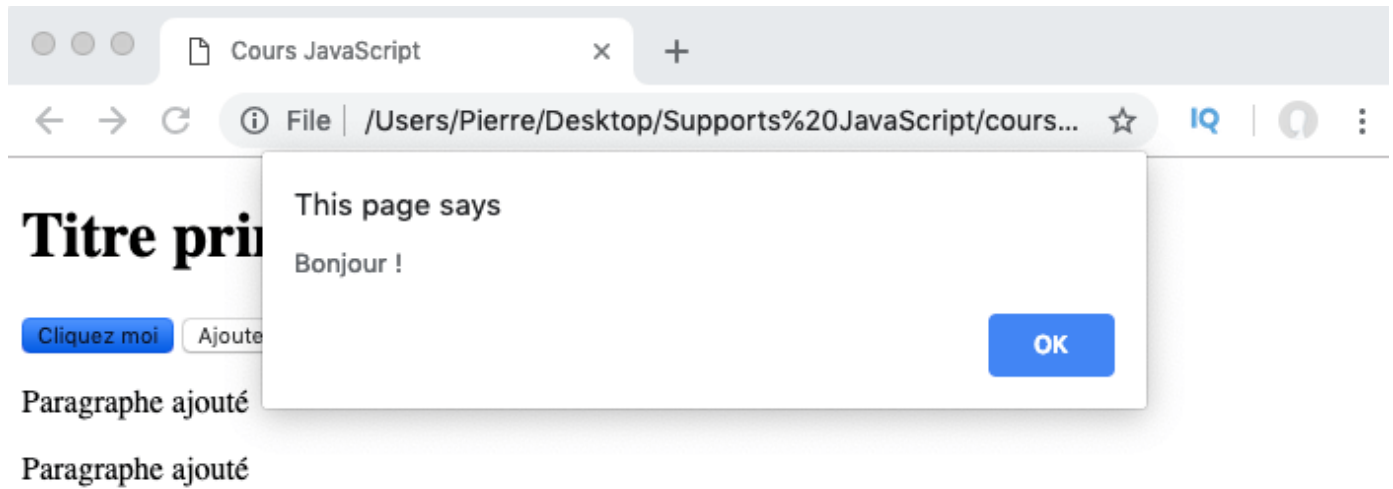 Cours JavaScript
File /Users/Pierre/Desktop/Supports%20JavaScript/cours... IQ
This page says
Bonjour !
OK
Titre prin
Cliquez moi Ajoute
Paragraphe ajouté
Paragraphe ajouté